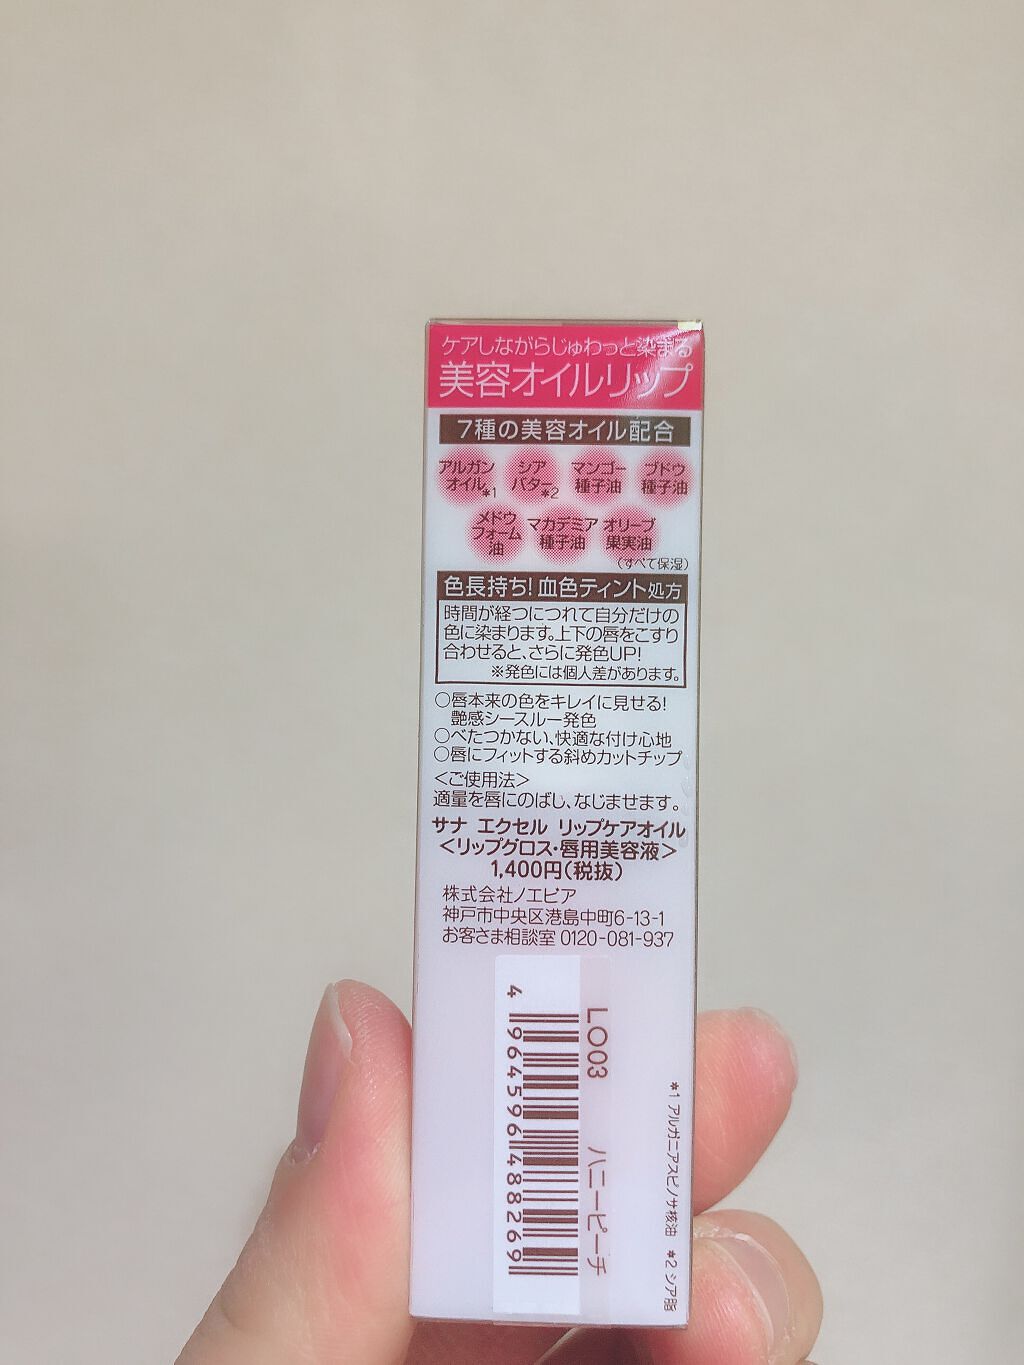 ケアしながらじゅわっと染まる
美容オイルリップ
7種の美容オイル配合
アルガン
オイル*1
シア
バター*2
マンゴー
種子油
ブドウ
種子油
メドウ
フォーム
油
マカデミア
種子油
オリーブ
果実油
(すべて保湿)
色長持ち!血色ティント処方
時間が経つにつれて自分だけの
色に染まります。上下の唇をこすり
合わせると、さらに発色UP!
※発色には個人差があります。
○唇本来の色をキレイに見せる!
艶感シースルー発色
○べたつかない、快適な付け心地
○唇にフィットする斜めカットチップ
<ご使用法>
適量を唇にのばし、なじませます。
サナ エクセル リップケアオイル
<リップグロス・唇用美容液>
1,400円(税抜)
株式会社ノエビア
神戸市中央区港島中町6-13-1
お客さま相談室 0120-081-937
LO03 ハニーピーチ
4 964596 488269
*1 アルガニアスピノサ核油 *2 シア脂